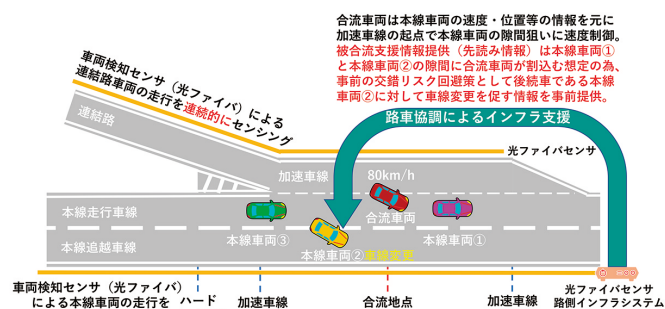 合流車両は本線車両の速度・位置等の情報を元に
加速車線の起点で本線車両の隙間狙いに速度制御。
被合流支援情報提供（先読み情報）は本線車両①
と本線車両②の隙間に合流車両が割込む想定の為、
事前の交錯リスク回避策として後続車である本線
車両②に対して車線変更を促す情報を事前提供。
車両検知センサ（光ファイバ）による
連結路車両の走行を連続的にセンシング
路車協調によるインフラ支援
連結路
光ファイバセンサ
加速車線
80km/h
本線走行車線
合流車両
本線車両③
本線車両①
本線追越車線
本線車両②車線変更
車両検知センサ（光ファイバ）
による本線車両の走行を
ハード
加速車線
合流地点
加速車線
光ファイバセンサ
路側インフラシステム